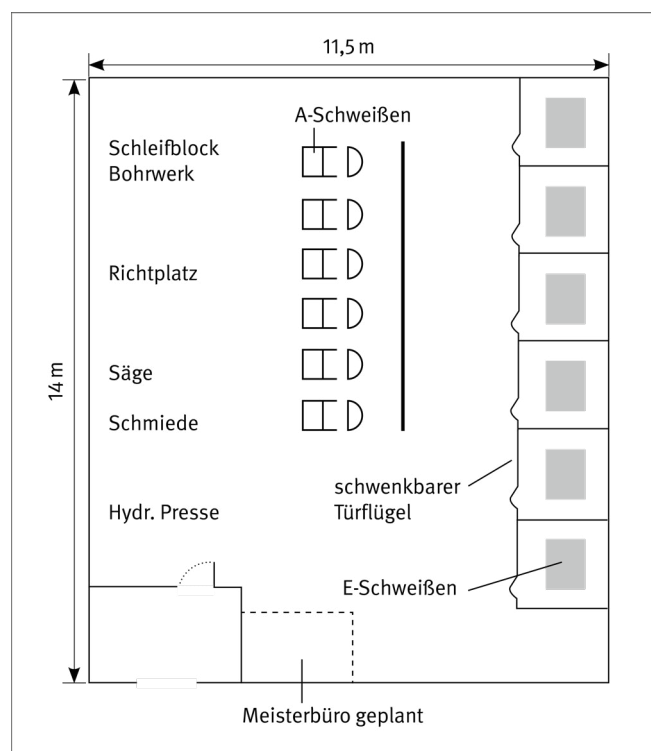 11,5 m
A-Schweißen
Schleifblock
Bohrwerk
Richtplatz
14 m
Säge
Schmiede
schwenkbarer
Türflügel
Hydr. Presse
E-Schweißen
Meisterbüro geplant